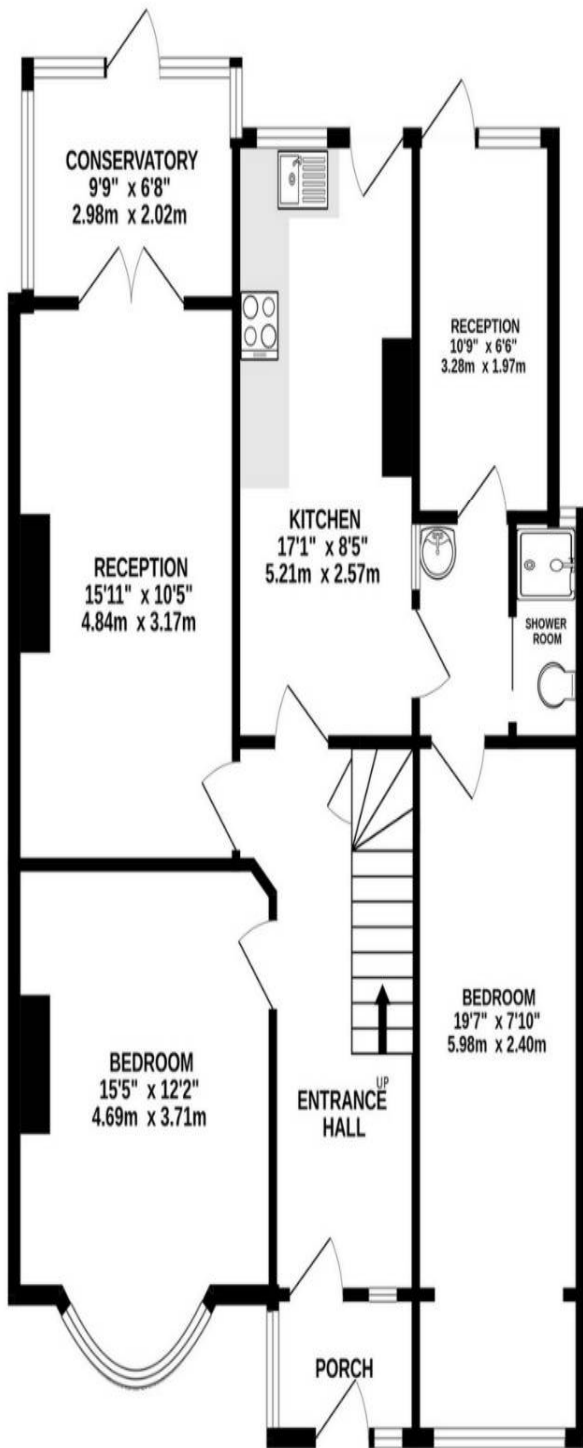 CONSERVATORY
9'9" x 6'8"
2.98m x 2.02m
RECEPTION
10'9" x 6'6"
3.28m x 1.97m
KITCHEN
17'1" x 8'5"
5.21m x 2.57m
RECEPTION
15'11" x 10'5"
4.84m x 3.17m
SHOWER
ROOM
BEDROOM
19'7" x 7'10"
5.98m x 2.40m
BEDROOM
15'5" x 12'2"
4.69m x 3.71m
UP
ENTRANCE
HALL
PORCH